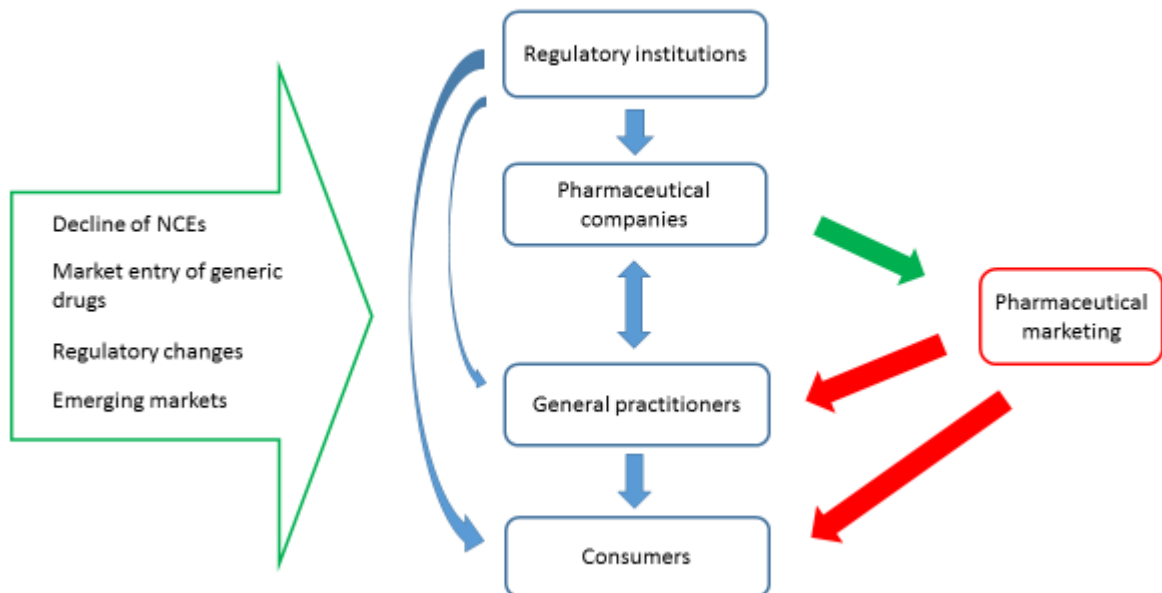 Regulatory institutions
Pharmaceutical
companies
General practitioners
Consumers
Decline of NCEs
Market entry of generic
drugs
Regulatory changes
Emerging markets
Pharmaceutical
marketing